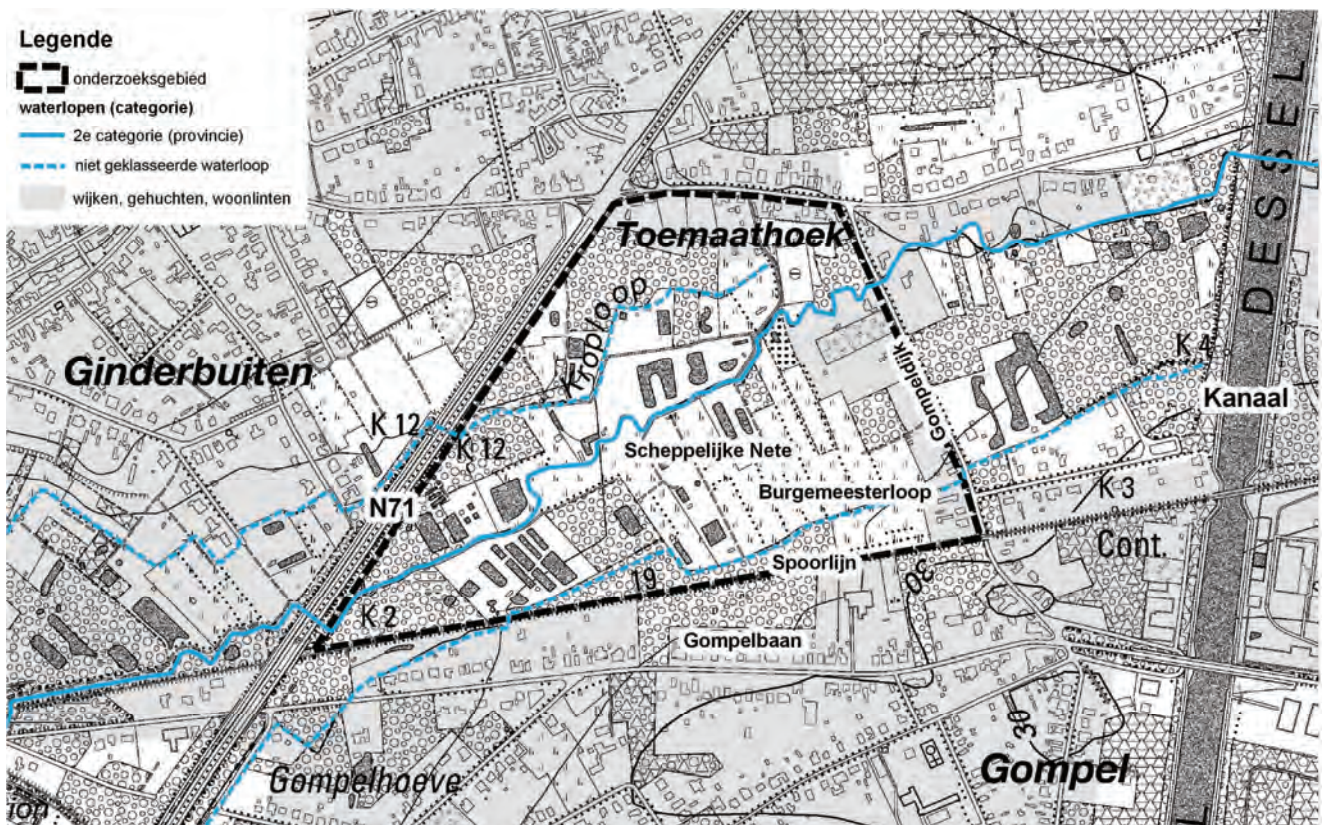 Legende
onderzoeksgebied
waterlopen (categorie)
2e categorie (provincie)
niet geklasseerde waterloop
wijken, gehuchten, woonlinten
DESSEL
Toemaathoek
Kroploop
Ginderbuiten
K 4
Gompeldijk
Kanaal
K 12
K 12
Scheppelijke Nete
N71
Burgemeesterloop
K 3
Cont.
Spoorlijn
19
30
K 2
Gompelbaan
30
Gompel
Gompelhoeve
ion
L